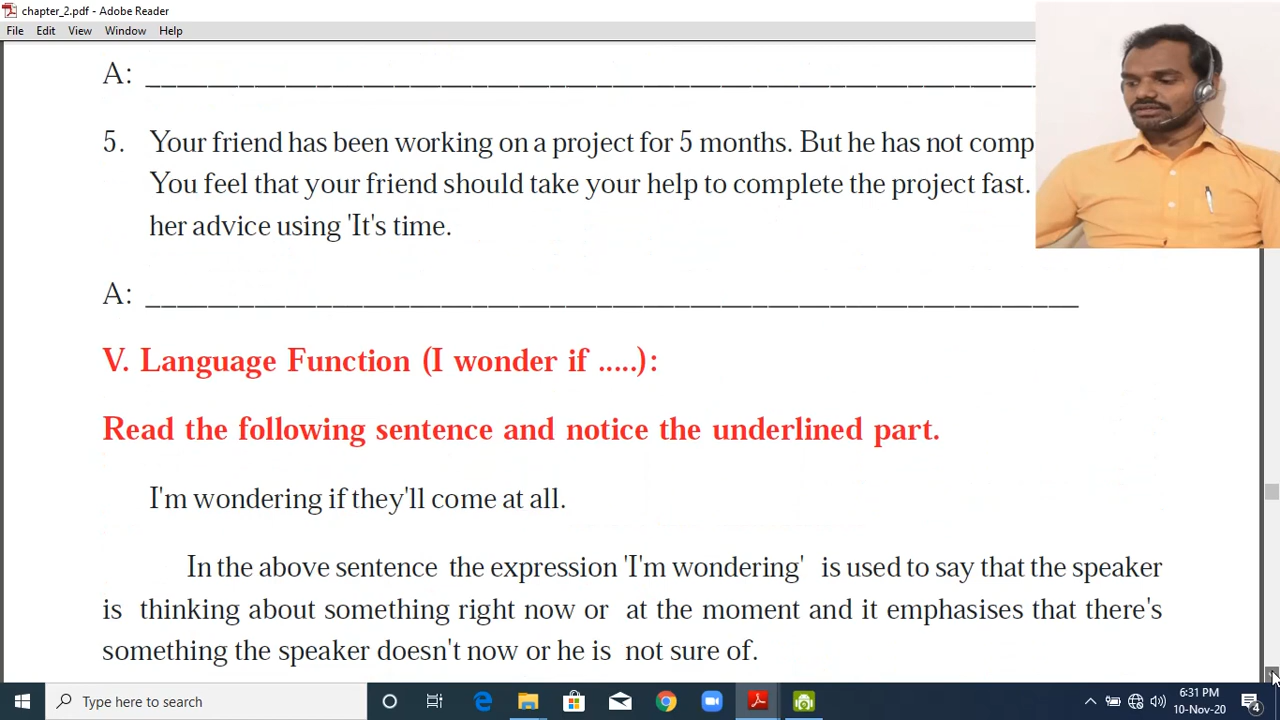 chapter_2.pdf - Adobe Reader
File Edit View Window Help
A: ____________________________________________________________
5. Your friend has been working on a project for 5 months. But he has not comp
You feel that your friend should take your help to complete the project fast.
her advice using 'It's time.
A: ____________________________________________________________
V. Language Function (I wonder if .....):
Read the following sentence and notice the underlined part.
I'm wondering if they'll come at all.
In the above sentence the expression 'I'm wondering' is used to say that the speaker
is thinking about something right now or at the moment and it emphasises that there's
something the speaker doesn't now or he is not sure of.
Type here to search
6:31 PM
10-Nov-20
4